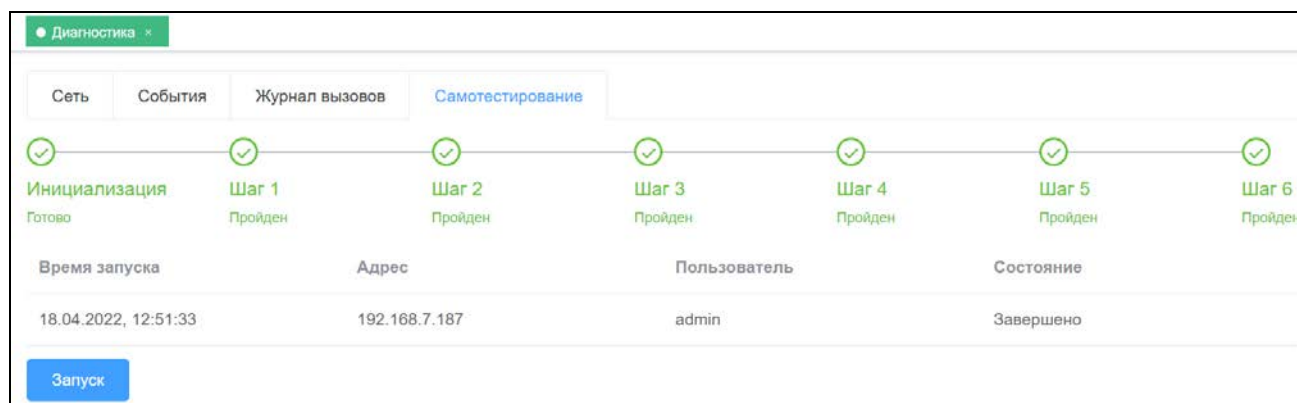 Диагностика ×
Сеть События Журнал вызовов Самотестирование
Инициализация Шаг 1 Шаг 2 Шаг 3 Шаг 4 Шаг 5 Шаг 6
Готово Пройден Пройден Пройден Пройден Пройден Пройден
Время запуска Адрес Пользователь Состояние
18.04.2022, 12:51:33 192.168.7.187 admin Завершено
Запуск